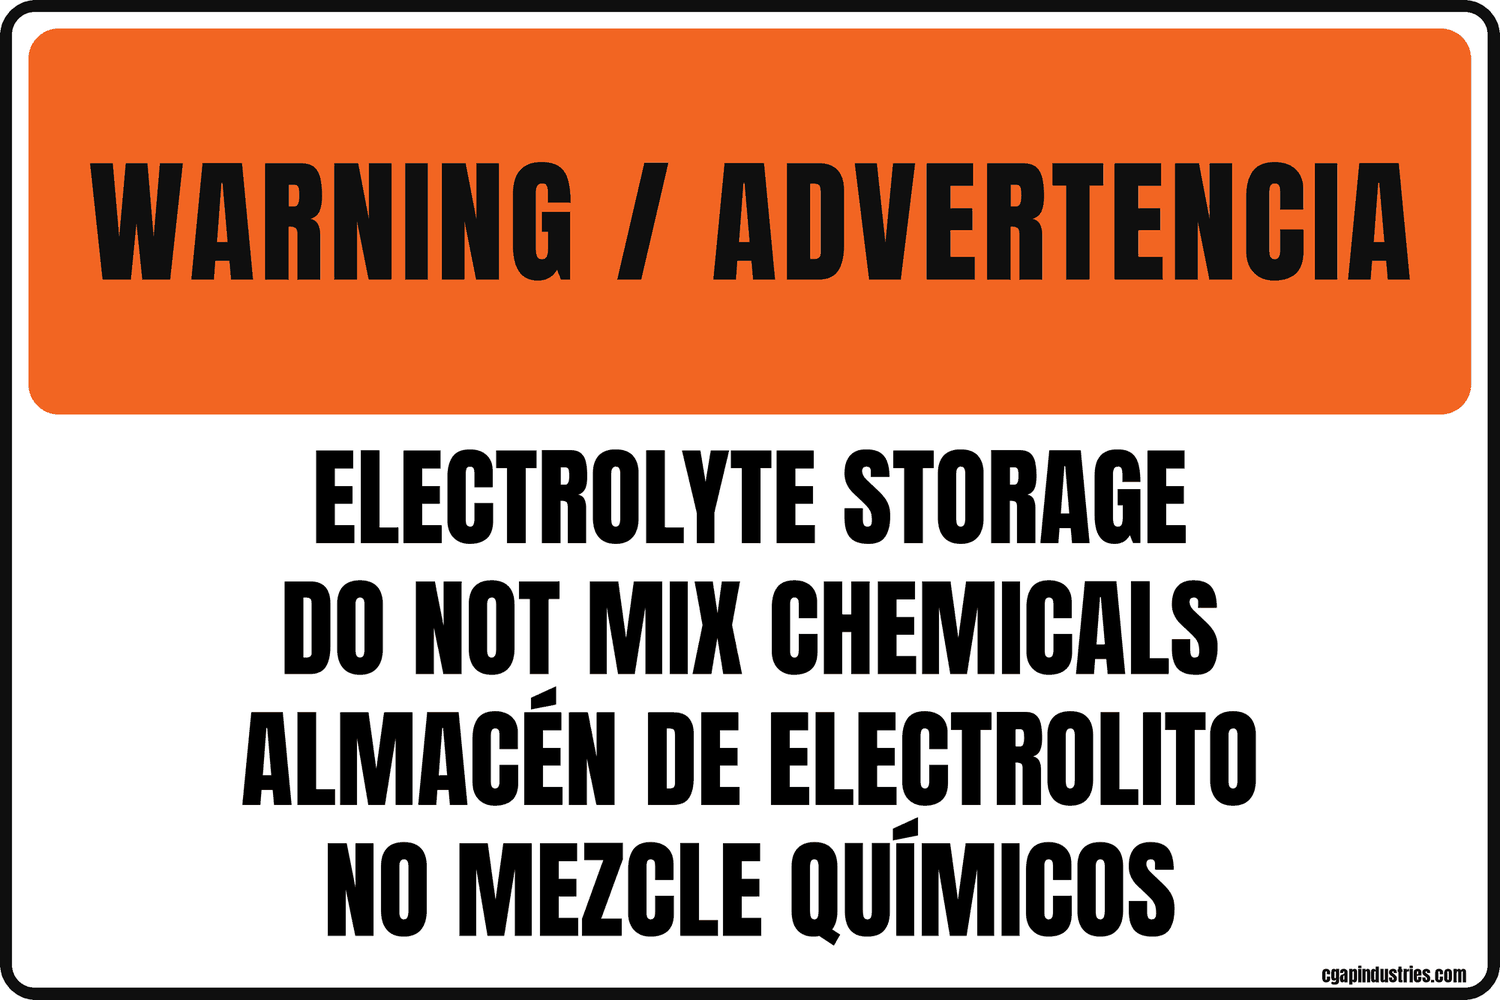 WARNING / ADVERTENCIA
ELECTROLYTE STORAGE
DO NOT MIX CHEMICALS
ALMACÉN DE ELECTROLITO
NO MEZCLE QUÍMICOS
cgapindustries.com